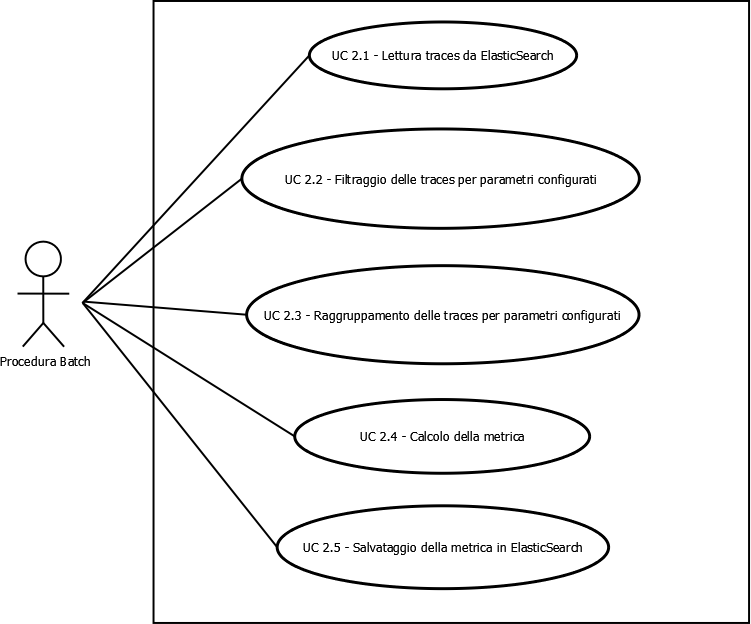 UC 2.1 - Lettura traces da ElasticSearch
UC 2.2 - Filtraggio delle traces per parametri configurati
UC 2.3 - Raggruppamento delle traces per parametri configurati
Procedura Batch
UC 2.4 - Calcolo della metrica
UC 2.5 - Salvataggio della metrica in ElasticSearch